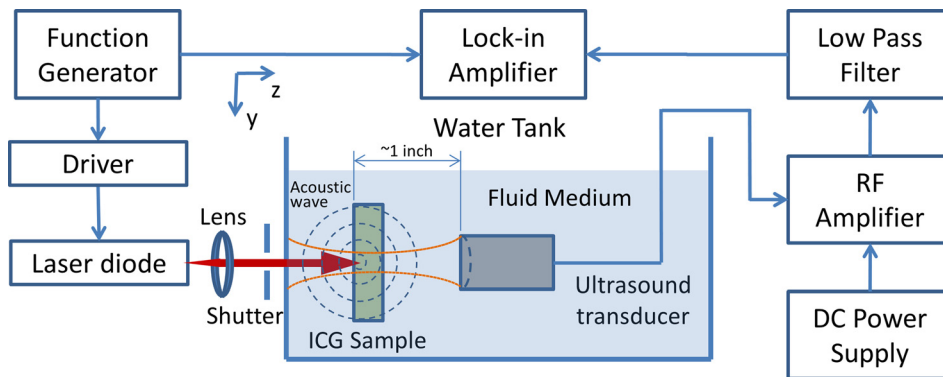 Function
Generator
Lock-in
Amplifier
Low Pass
Filter
z
y
Water Tank
~1 inch
Driver
Acoustic
wave
Fluid Medium
RF
Amplifier
Lens
Laser diode
Shutter
Ultrasound
transducer
ICG Sample
DC Power
Supply